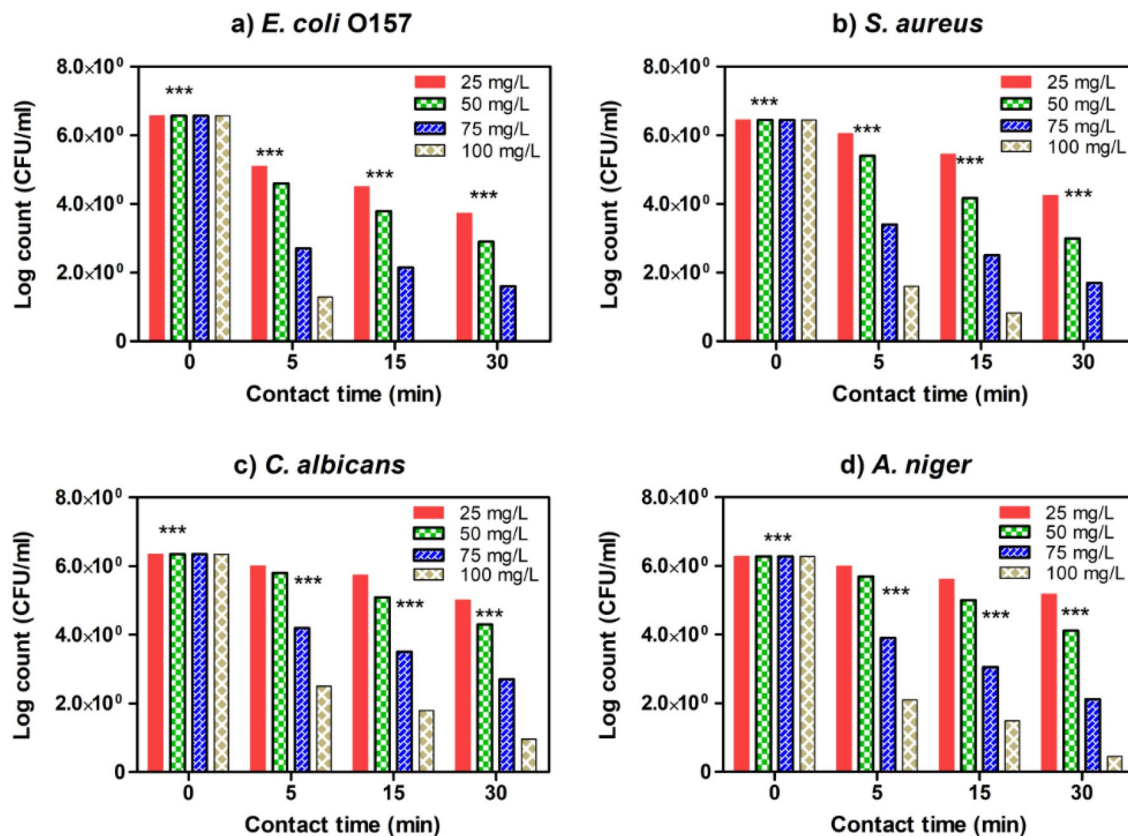 a) E. coli O157
8.0×10⁰
6.0×10⁰
4.0×10⁰
2.0×10⁰
0
Log count (CFU/ml)
***
***
***
***
25 mg/L
50 mg/L
75 mg/L
100 mg/L
0 5 15 30
Contact time (min)
b) S. aureus
8.0×10⁰
6.0×10⁰
4.0×10⁰
2.0×10⁰
0
Log count (CFU/ml)
***
***
***
***
25 mg/L
50 mg/L
75 mg/L
100 mg/L
0 5 15 30
Contact time (min)
c) C. albicans
8.0×10⁰
6.0×10⁰
4.0×10⁰
2.0×10⁰
0
Log count (CFU/ml)
***
***
***
***
25 mg/L
50 mg/L
75 mg/L
100 mg/L
0 5 15 30
Contact time (min)
d) A. niger
8.0×10⁰
6.0×10⁰
4.0×10⁰
2.0×10⁰
0
Log count (CFU/ml)
***
***
***
***
25 mg/L
50 mg/L
75 mg/L
100 mg/L
0 5 15 30
Contact time (min)